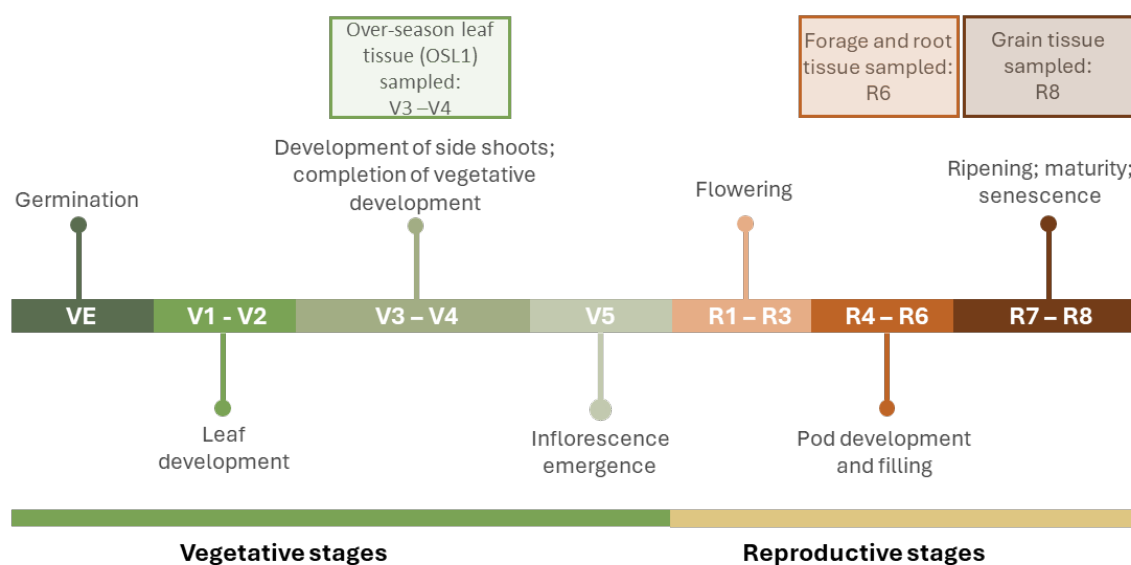 Over-season leaf
tissue (OSL1)
sampled:
V3 –V4
Forage and root
tissue sampled:
R6
Grain tissue
sampled:
R8
Germination
Development of side shoots;
completion of vegetative
development
Flowering
Ripening; maturity;
senescence
VE
V1 - V2
V3 – V4
V5
R1 – R3
R4 – R6
R7 – R8
Leaf
development
Inflorescence
emergence
Pod development
and filling
Vegetative stages
Reproductive stages